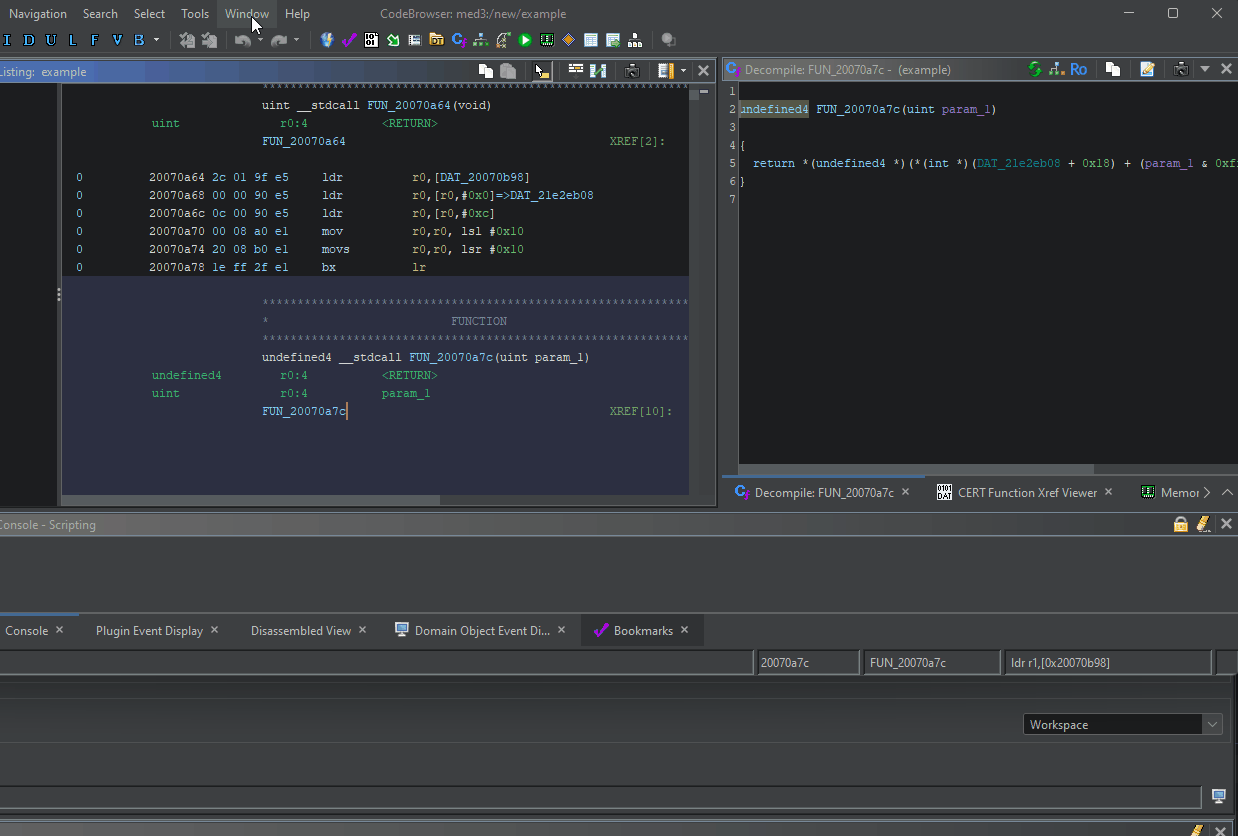 Navigation Search Select Tools Window Help CodeBrowser: med3:/new/example
I D U L F V B
Listing: example
************************************************************
uint __stdcall FUN_20070a64(void)
uint r0:4 <RETURN>
FUN_20070a64 XREF[2]:
0 20070a64 2c 01 9f e5 ldr r0,[DAT_20070b98]
0 20070a68 00 00 90 e5 ldr r0,[r0,#0x0]=>DAT_21e2eb08
0 20070a6c 0c 00 90 e5 ldr r0,[r0,#0xc]
0 20070a70 00 08 a0 e1 mov r0,r0, lsl #0x10
0 20070a74 20 08 b0 e1 movs r0,r0, lsr #0x10
0 20070a78 1e ff 2f e1 bx lr
************************************************************
* FUNCTION
************************************************************
undefined4 __stdcall FUN_20070a7c(uint param_1)
undefined4 r0:4 <RETURN>
uint r0:4 param_1
FUN_20070a7c XREF[10]:
Decompile: FUN_20070a7c - (example)
Ro
1
2 undefined4 FUN_20070a7c(uint param_1)
3
4 {
5 return *(undefined4 *)(*(int *)(DAT_21e2eb08 + 0x18) + (param_1 & 0xf
6 }
7
Decompile: FUN_20070a7c × CERT Function Xref Viewer × Memor
Console - Scripting
Console × Plugin Event Display × Disassembled View × Domain Object Event Di... × Bookmarks ×
20070a7c FUN_20070a7c ldr r1,[0x20070b98]
Workspace